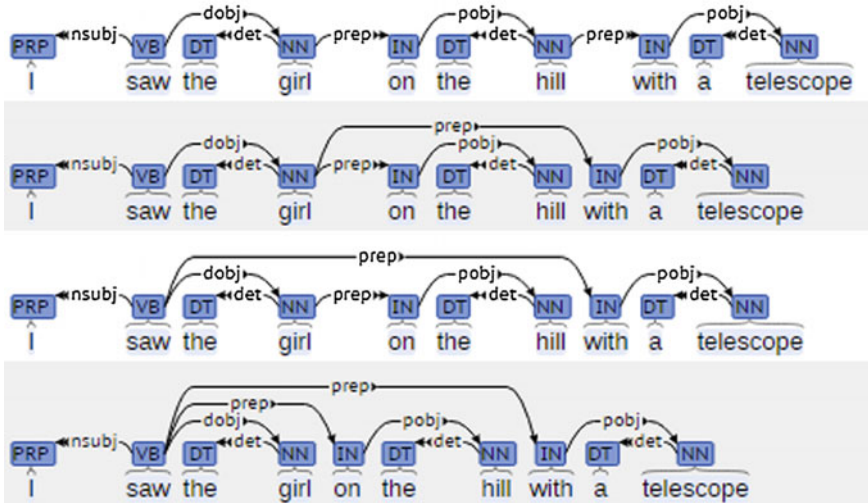 dobj pobj pobj
PRP nsubj VB DT det NN prep IN DT det NN prep IN DT det NN
I saw the girl on the hill with a telescope
prep
dobj pobj pobj
PRP nsubj VB DT det NN prep IN DT det NN IN DT det NN
I saw the girl on the hill with a telescope
prep
dobj pobj pobj
PRP nsubj VB DT det NN prep IN DT det NN IN DT det NN
I saw the girl on the hill with a telescope
prep
prep
dobj pobj pobj
PRP nsubj VB DT det NN IN DT det NN IN DT det NN
I saw the girl on the hill with a telescope